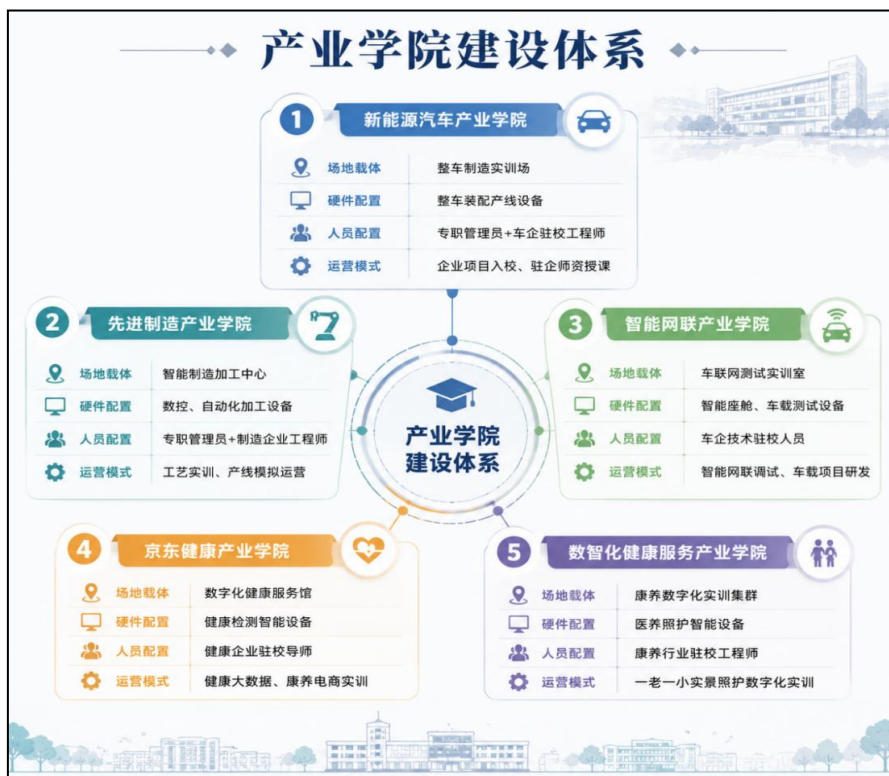 产业学院建设体系
1 新能源汽车产业学院
场地载体 整车制造实训场
硬件配置 整车装配产线设备
人员配置 专职管理员+车企驻校工程师
运营模式 企业项目入校、驻企师资授课
2 先进制造产业学院
场地载体 智能制造加工中心
硬件配置 数控、自动化加工设备
人员配置 专职管理员+制造企业工程师
运营模式 工艺实训、产线模拟运营
3 智能网联产业学院
场地载体 车联网测试实训室
硬件配置 智能座舱、车载测试设备
人员配置 车企技术驻校人员
运营模式 智能网联调试、车载项目研发
产业学院
建设体系
4 京东健康产业学院
场地载体 数字化健康服务馆
硬件配置 健康检测智能设备
人员配置 健康企业驻校导师
运营模式 健康大数据、康养电商实训
5 数智化健康服务产业学院
场地载体 康养数字化实训集群
硬件配置 医养照护智能设备
人员配置 康养行业驻校工程师
运营模式 一老一小实景照护数字化实训